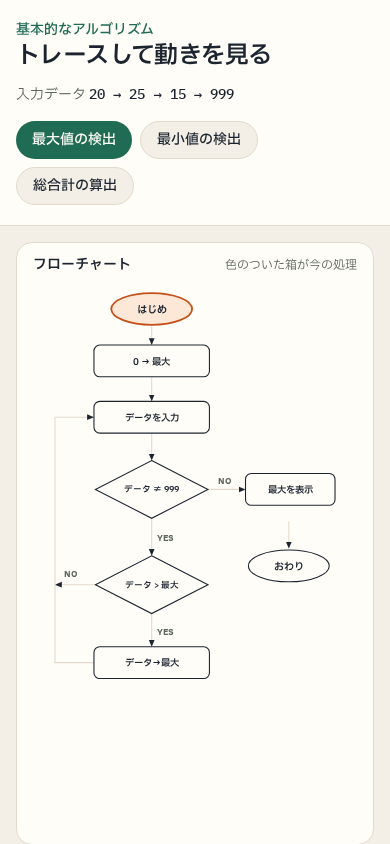 基本的なアルゴリズム
トレースして動きを見る
入力データ 20 → 25 → 15 → 999
最大値の検出
最小値の検出
総合計の算出
フローチャート
色のついた箱が今の処理
はじめ
0 → 最大
データを入力
データ ≠ 999
NO
最大を表示
YES
おわり
データ > 最大
NO
YES
データ→最大